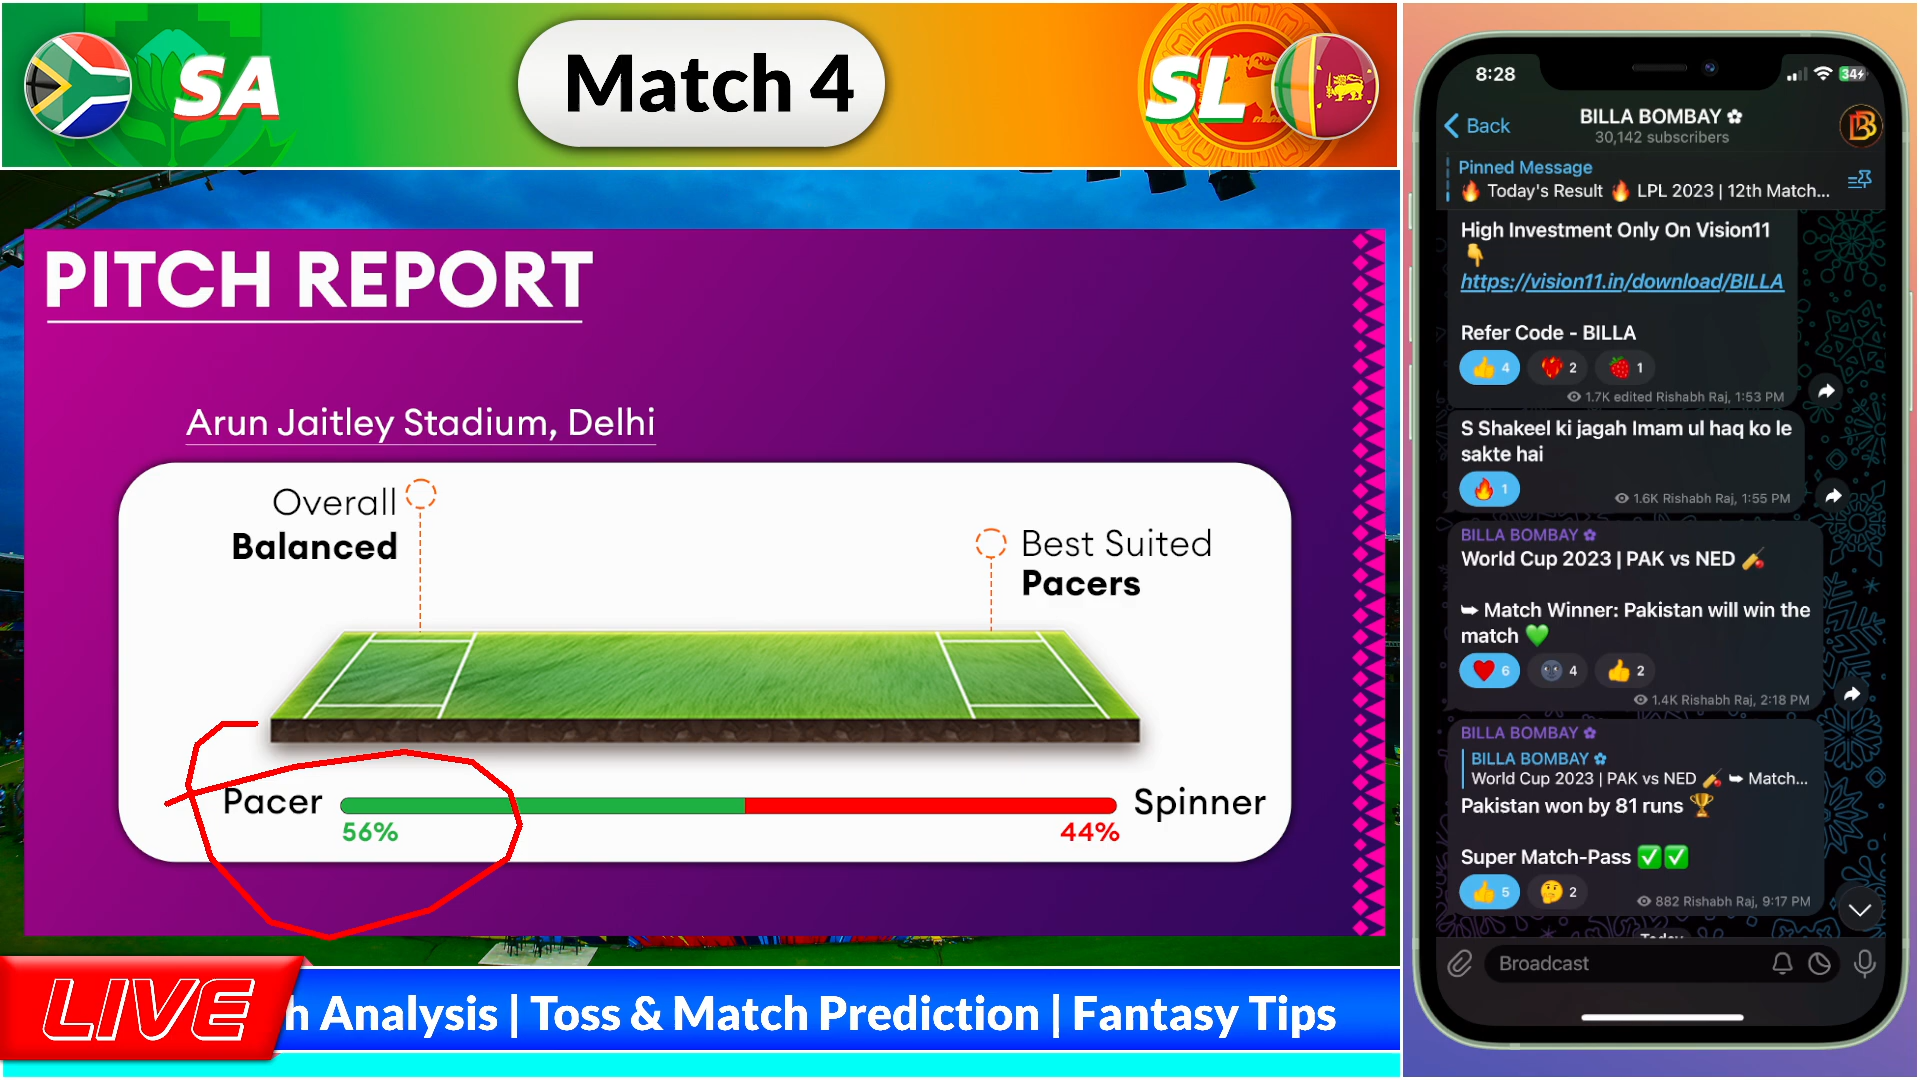 SA
Match 4
SL
PITCH REPORT
Arun Jaitley Stadium, Delhi
Overall
Balanced
Best Suited
Pacers
Pacer
Spinner
56%
44%
LIVE
h Analysis | Toss & Match Prediction | Fantasy Tips
8:28
34
Back
BILLA BOMBAY ✿
30,142 subscribers
B
Pinned Message
🔥 Today's Result 🔥 LPL 2023 | 12th Match...
High Investment Only On Vision11
👇
https://vision11.in/download/BILLA
Refer Code - BILLA
👍 4 ❤️‍🔥 2 🍓 1
1.7K edited Rishabh Raj, 1:53 PM
S Shakeel ki jagah Imam ul haq ko le
sakte hai
🔥 1
1.6K Rishabh Raj, 1:55 PM
BILLA BOMBAY ✿
World Cup 2023 | PAK vs NED 🏏
➥ Match Winner: Pakistan will win the
match 💚
❤️ 6 🌚 4 👍 2
1.4K Rishabh Raj, 2:18 PM
BILLA BOMBAY ✿
BILLA BOMBAY ✿
World Cup 2023 | PAK vs NED 🏏 ➥ Match...
Pakistan won by 81 runs 🏆
Super Match-Pass ✅✅
👍 5 🤔 2
882 Rishabh Raj, 9:17 PM
Today
Broadcast